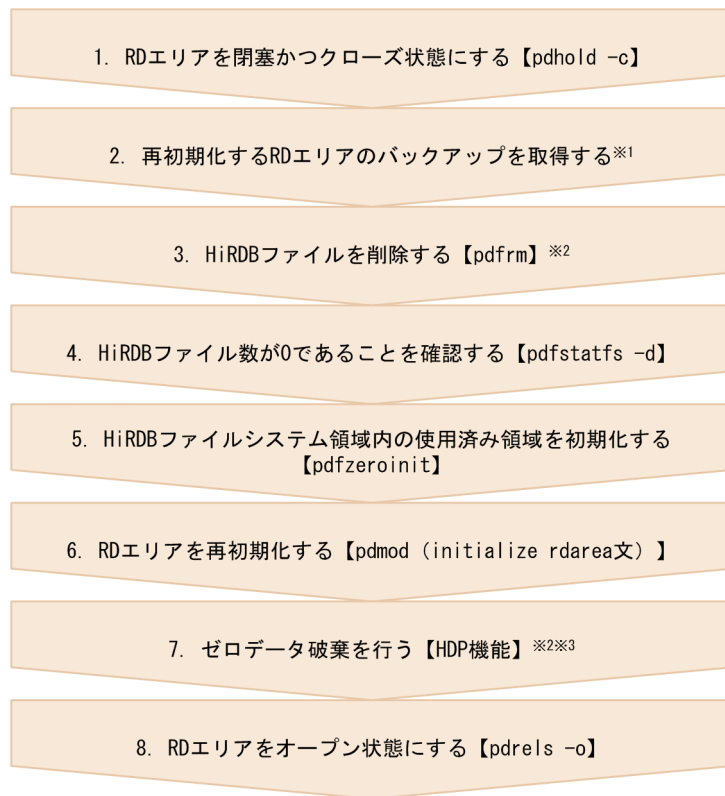 1. RDエリアを閉塞かつクローズ状態にする【pdhold -c】
2. 再初期化するRDエリアのバックアップを取得する※1
3. HiRDBファイルを削除する【pdfrm】※2
4. HiRDBファイル数が0であることを確認する【pdfstatfs -d】
5. HiRDBファイルシステム領域内の使用済み領域を初期化する
【pdfzeroinit】
6. RDエリアを再初期化する【pdmod（initialize rdarea文）】
7. ゼロデータ破棄を行う【HDP機能】※2※3
8. RDエリアをオープン状態にする【pdrels -o】